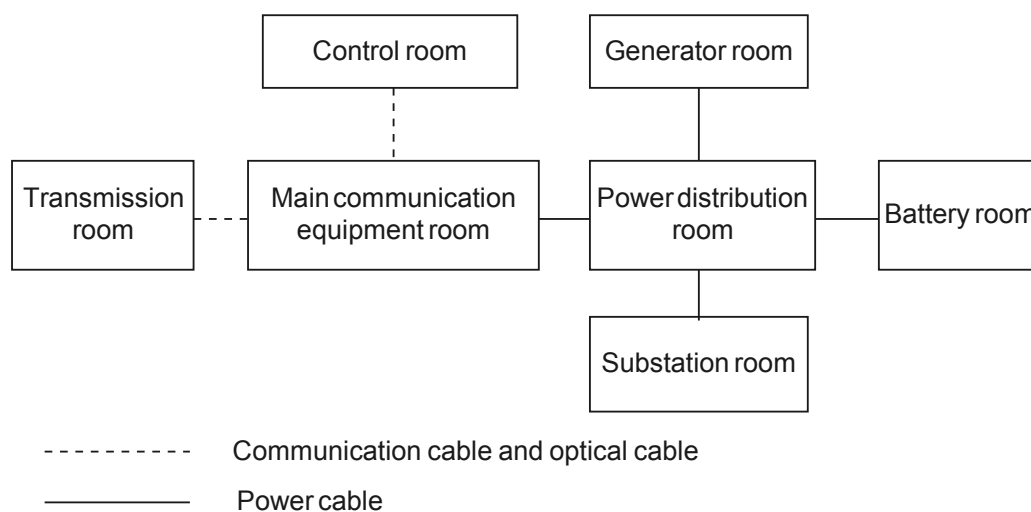 Control room
Generator room
Transmission
room
Main communication
equipment room
Power distribution
room
Battery room
Substation room
Communication cable and optical cable
Power cable